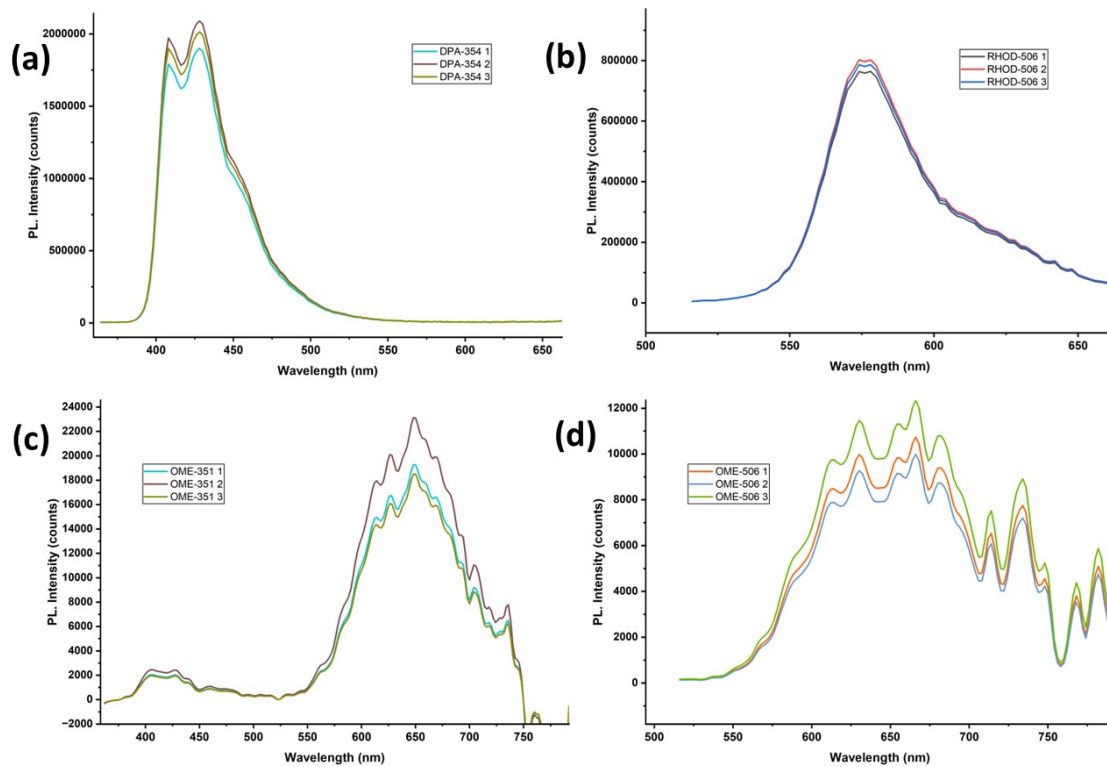 (a)
PL. Intensity (counts)
2000000
1500000
1000000
500000
0
DPA-354 1
DPA-354 2
DPA-354 3
400 450 500 550 600 650
Wavelength (nm)
(b)
PL. Intensity (counts)
800000
600000
400000
200000
0
RHOD-506 1
RHOD-506 2
RHOD-506 3
500 550 600 650
Wavelength (nm)
(c)
PL. Intensity (counts)
24000
22000
20000
18000
16000
14000
12000
10000
8000
6000
4000
2000
0
−2000
OME-351 1
OME-351 2
OME-351 3
400 450 500 550 600 650 700 750
Wavelength (nm)
(d)
PL. Intensity (counts)
12000
10000
8000
6000
4000
2000
0
OME-506 1
OME-506 2
OME-506 3
500 550 600 650 700 750
Wavelength (nm)